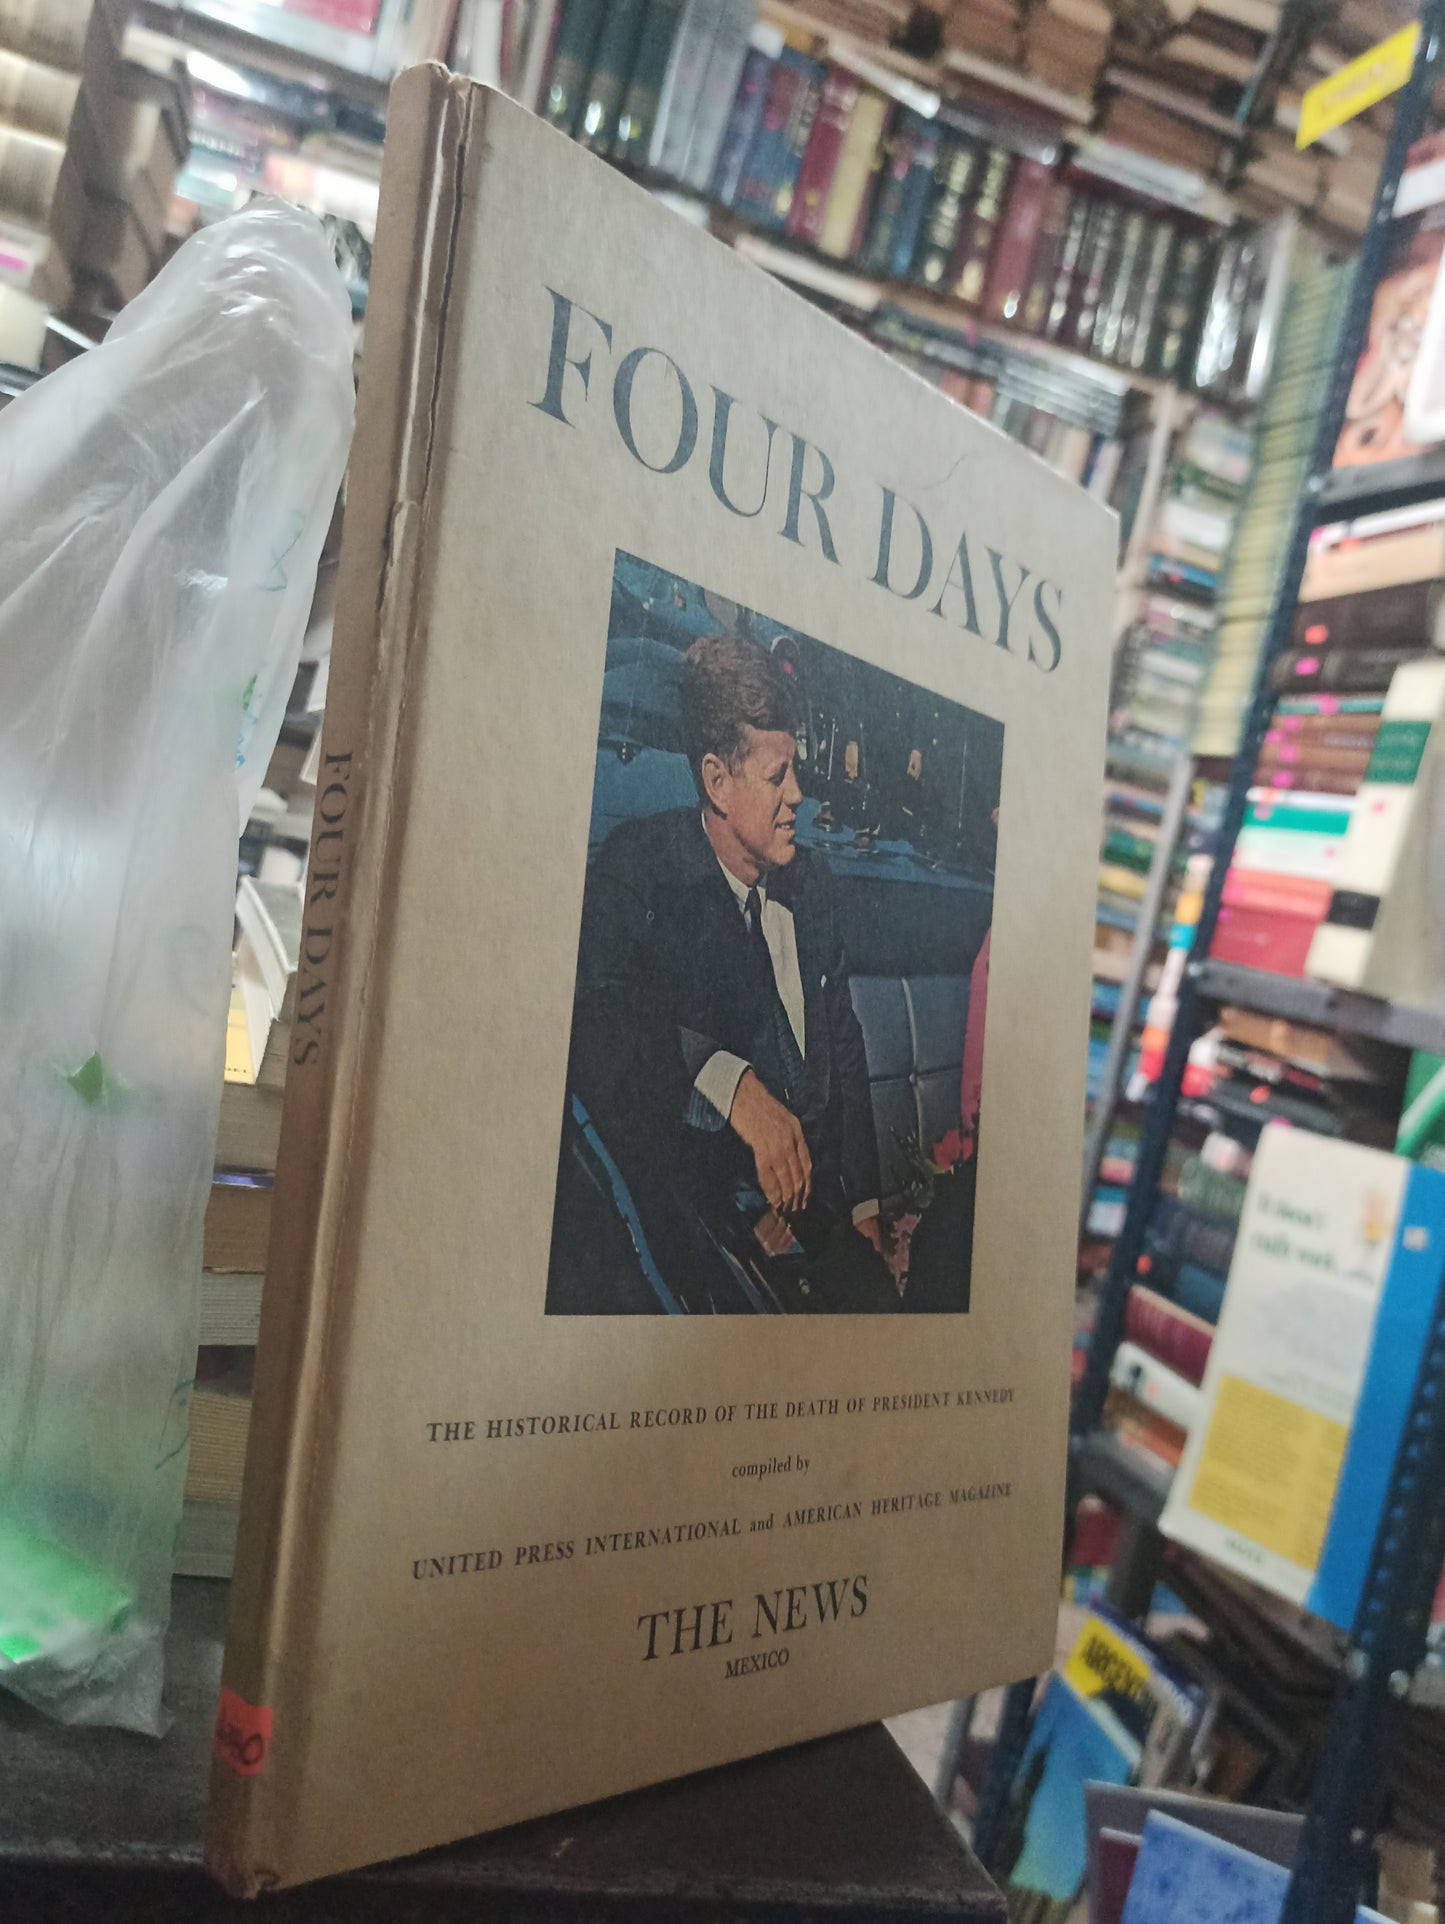 FOUR DAYS
THE HISTORICAL RECORD OF THE DEATH OF PRESIDENT KENNEDY
compiled by
UNITED PRESS INTERNATIONAL and AMERICAN HERITAGE MAGAZINE
THE NEWS
MEXICO
FOUR DAYS